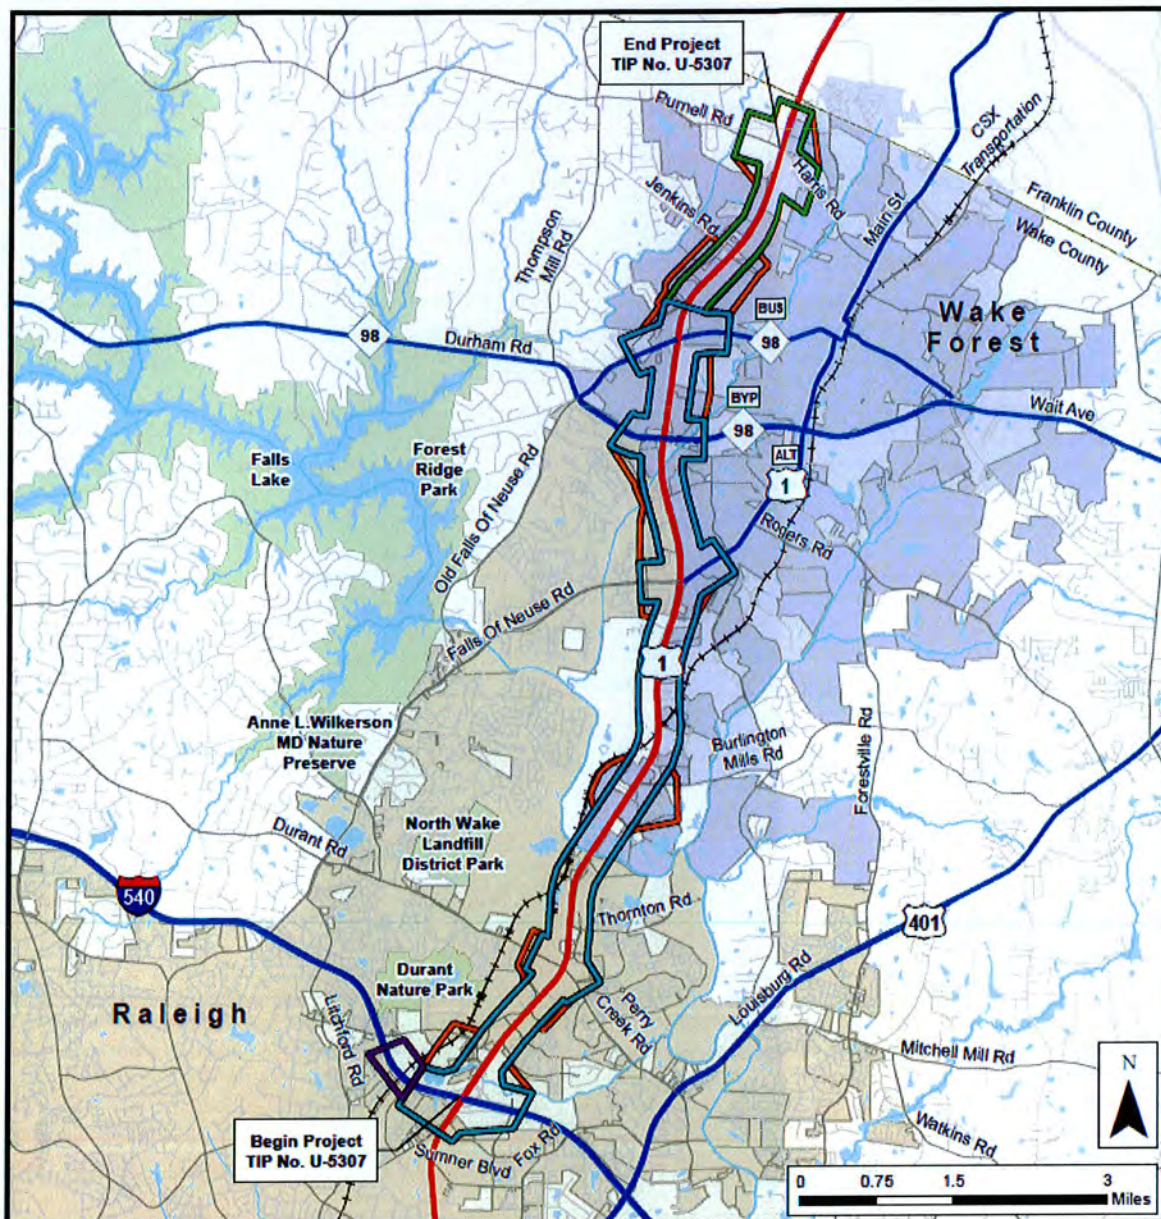 End Project
TIP No. U-5307
Purnell Rd
Harris Rd
CSX
Transportation
Jenkins Rd
Main St
Franklin County
Wake County
Thompson
Mill Rd
Wake
Forest
BUS
98
98
Durham Rd
BYP
98
Wait Ave
Falls
Lake
Forest
Ridge
Park
ALT
1
Old Falls Of Neuse Rd
Rogers Rd
Falls Of Neuse Rd
1
Anne L.Wilkerson
MD Nature
Preserve
Burlington
Mills Rd
Forestville Rd
Durant Rd
North Wake
Landfill
District Park
540
Thornton Rd
401
Durant
Nature Park
Raleigh
Litchford Rd
Perry
Creek Rd
Louisburg Rd
Mitchell Mill Rd
N
Begin Project
TIP No. U-5307
Sumner Blvd
Fox Rd
Watkins Rd
0 0.75 1.5 3
Miles